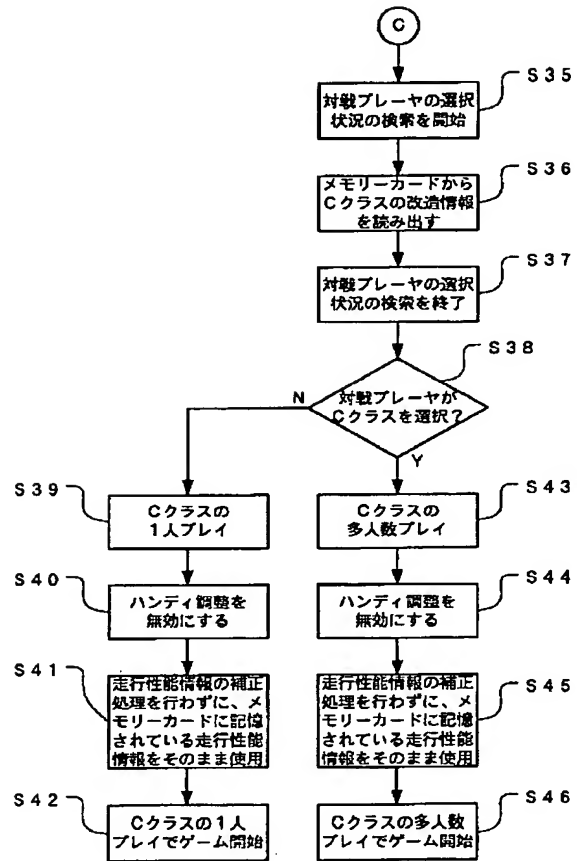 C
S35
対戦プレーヤの選択
状況の検索を開始
S36
メモリーカードから
Cクラスの改造情報
を読み出す
S37
対戦プレーヤの選択
状況の検索を終了
S38
対戦プレーヤが
Cクラスを選択?
N
Y
S39
Cクラスの
1人プレイ
S40
ハンディ調整を
無効にする
S41
走行性能情報の補正
処理を行わずに、メ
モリーカードに記憶
されている走行性能
情報をそのまま使用
S42
Cクラスの1人
プレイでゲーム開始
S43
Cクラスの
多人数プレイ
S44
ハンディ調整を
無効にする
S45
走行性能情報の補正
処理を行わずに、メ
モリーカードに記憶
されている走行性能
情報をそのまま使用
S46
Cクラスの多人数
プレイでゲーム開始